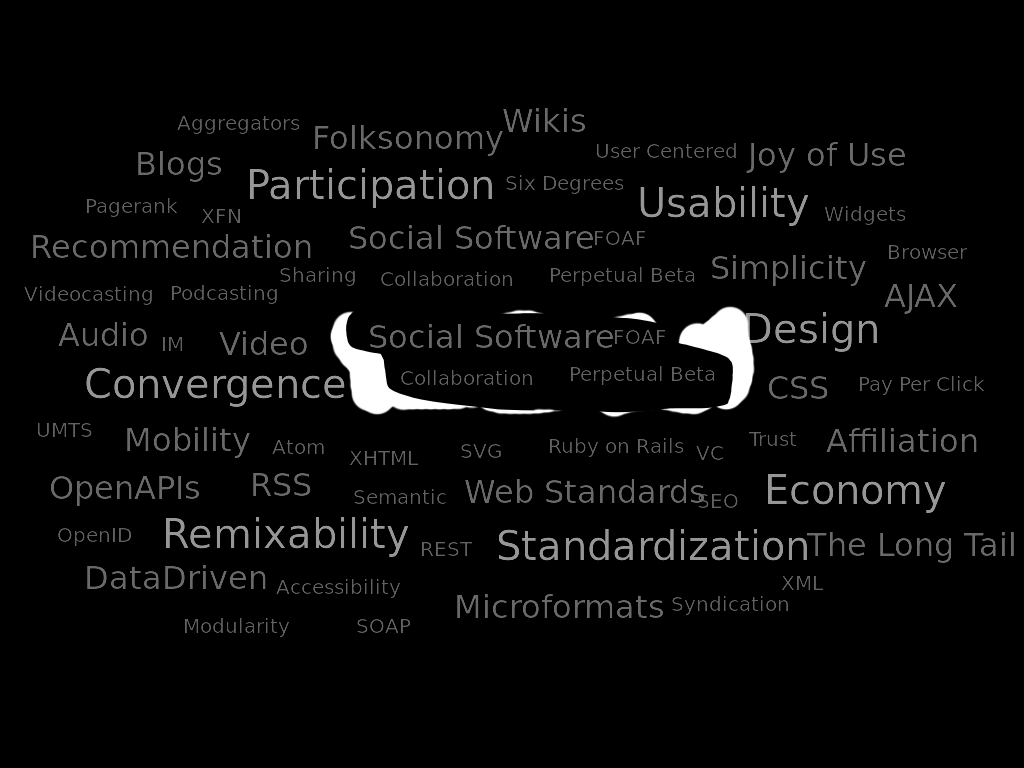 Wikis
Aggregators Folksonomy
Blogs User Centered Joy of Use
Participation Six Degrees
Pagerank XFN Usability Widgets
Recommendation Social Software FOAF Browser
Sharing Collaboration Perpetual Beta Simplicity
Videocasting Podcasting AJAX
Audio IM Video Social Software FOAF Design
Convergence Collaboration Perpetual Beta CSS Pay Per Click
UMTS Mobility Atom XHTML SVG Ruby on Rails VC Trust Affiliation
OpenAPIs RSS Semantic Web Standards SEO Economy
OpenID Remixability REST Standardization The Long Tail
DataDriven Accessibility XML
Microformats Syndication
Modularity SOAP